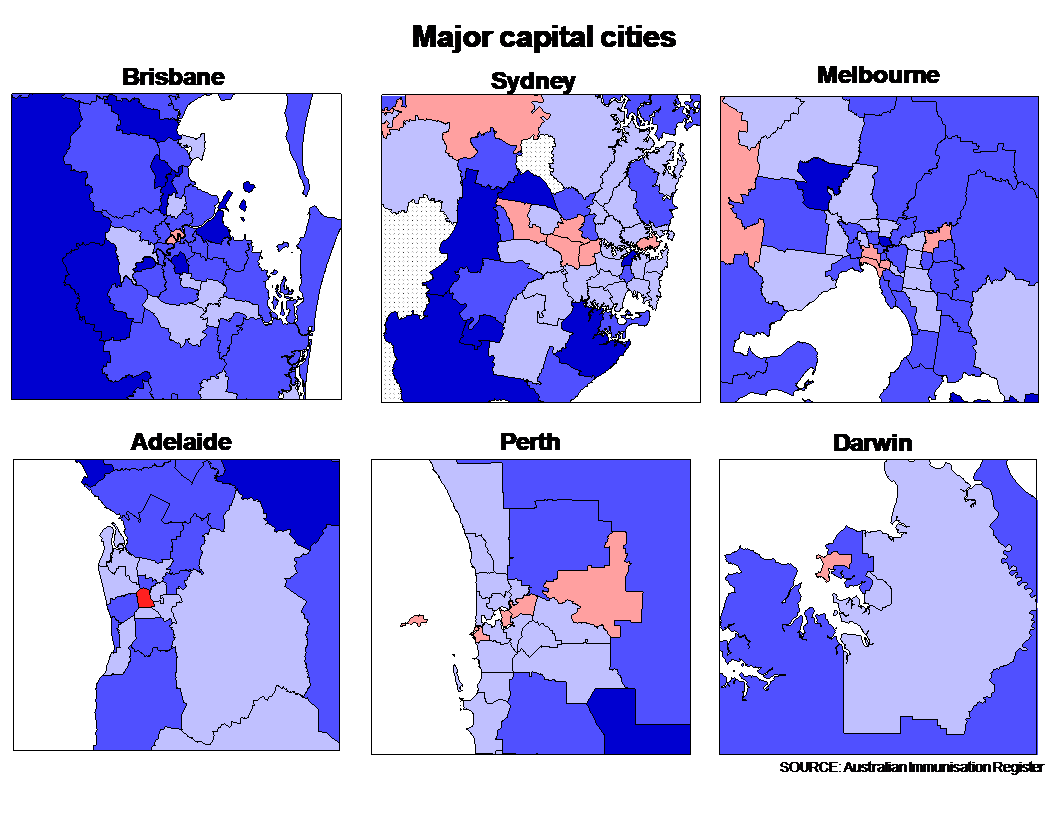 Major capital cities
Brisbane
Sydney
Melbourne
Adelaide
Perth
Darwin
SOURCE: Australian Immunisation Register